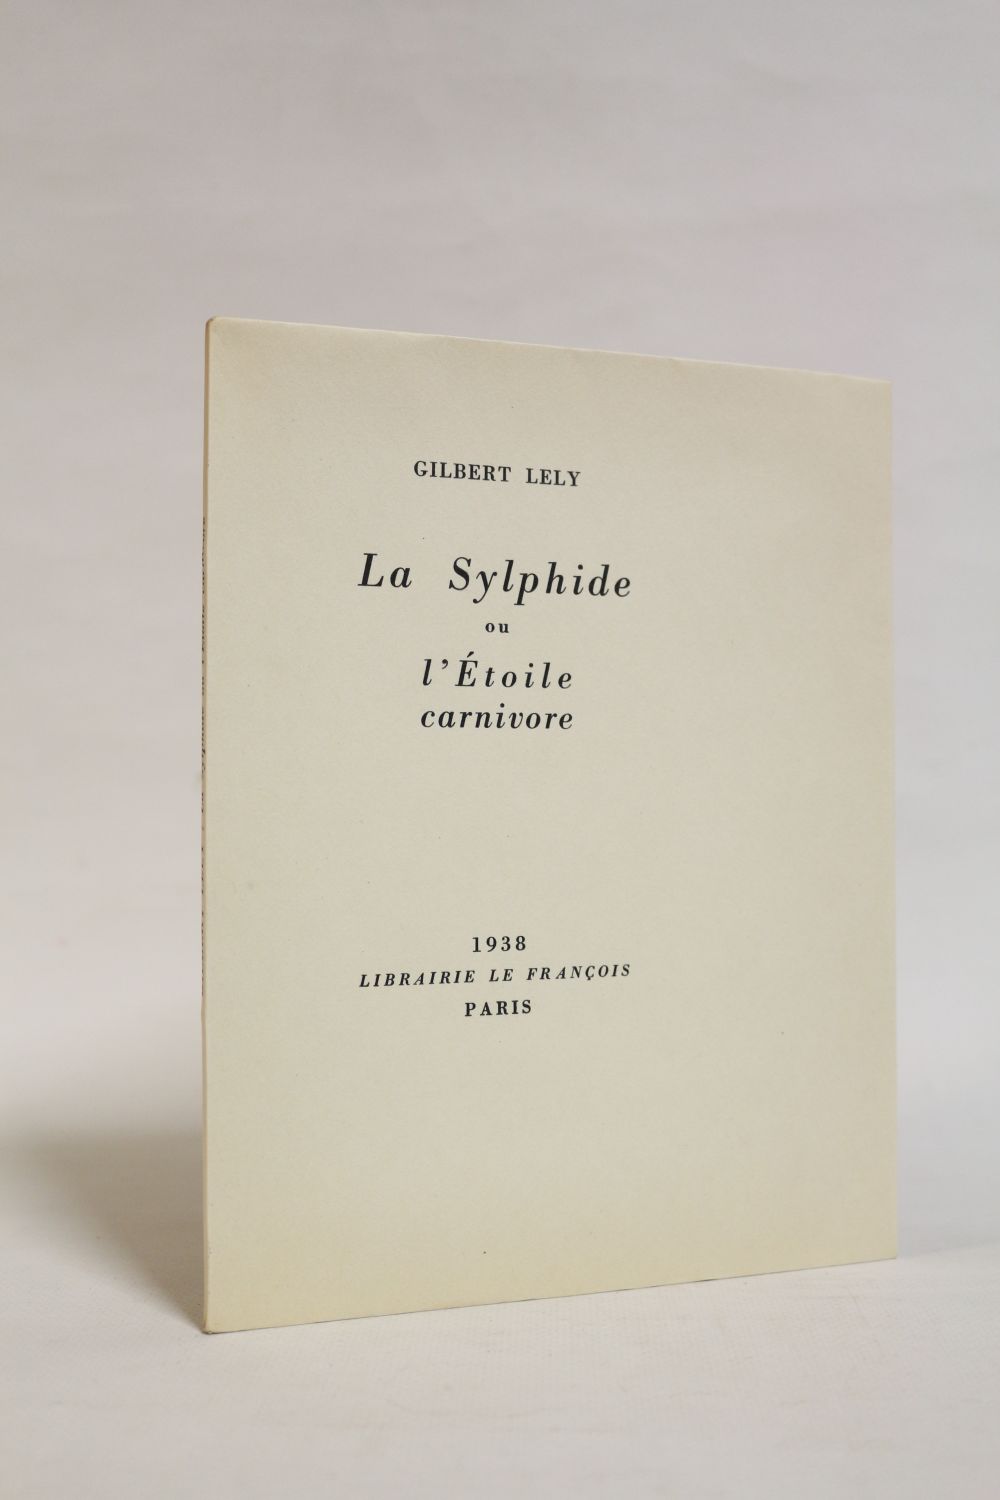 GILBERT LELY
La Sylphide
ou
l'Étoile
carnivore
1938
LIBRAIRIE LE FRANÇOIS
PARIS